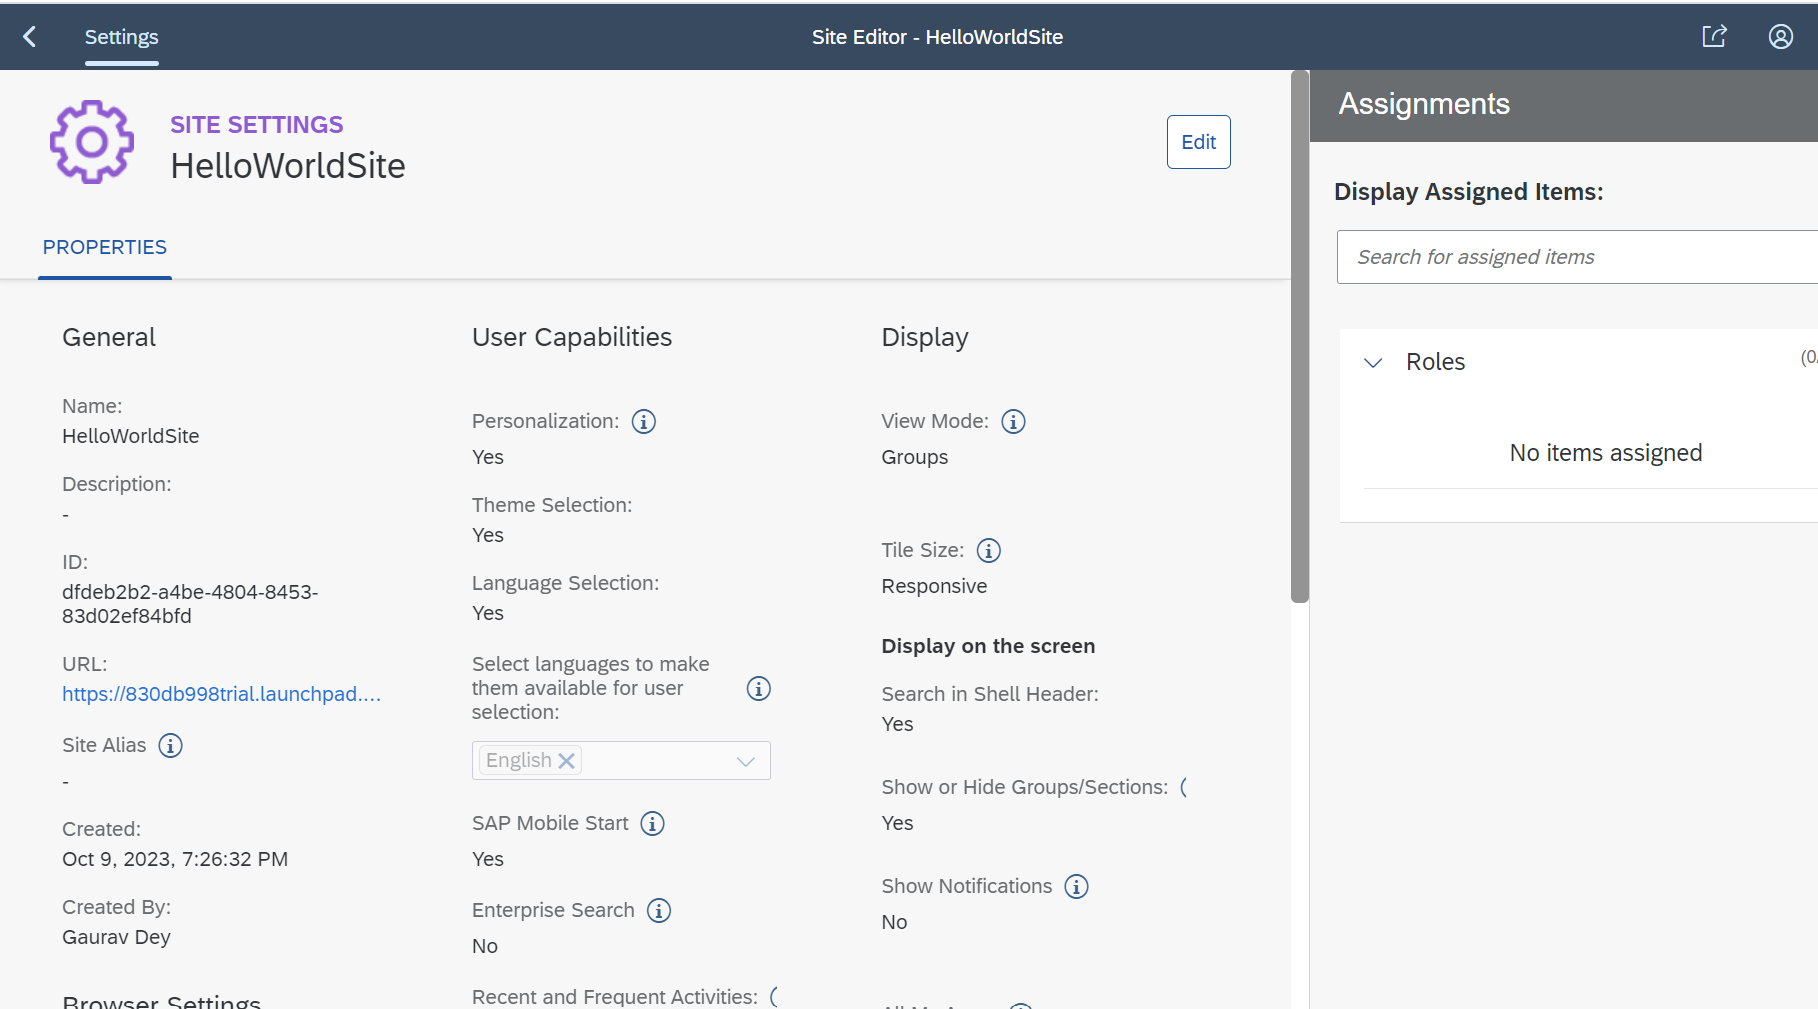 Settings
Site Editor - HelloWorldSite
SITE SETTINGS
HelloWorldSite
Edit
PROPERTIES
General
Name:
HelloWorldSite
Description:
-
ID:
dfdeb2b2-a4be-4804-8453-
83d02ef84bfd
URL:
https://830db998trial.launchpad....
Site Alias
-
Created:
Oct 9, 2023, 7:26:32 PM
Created By:
Gaurav Dey
Browser Settings
User Capabilities
Personalization:
Yes
Theme Selection:
Yes
Language Selection:
Yes
Select languages to make
them available for user
selection:
English
SAP Mobile Start
Yes
Enterprise Search
No
Recent and Frequent Activities:
Display
View Mode:
Groups
Tile Size:
Responsive
Display on the screen
Search in Shell Header:
Yes
Show or Hide Groups/Sections:
Yes
Show Notifications
No
Assignments
Display Assigned Items:
Search for assigned items
Roles
(0/
No items assigned